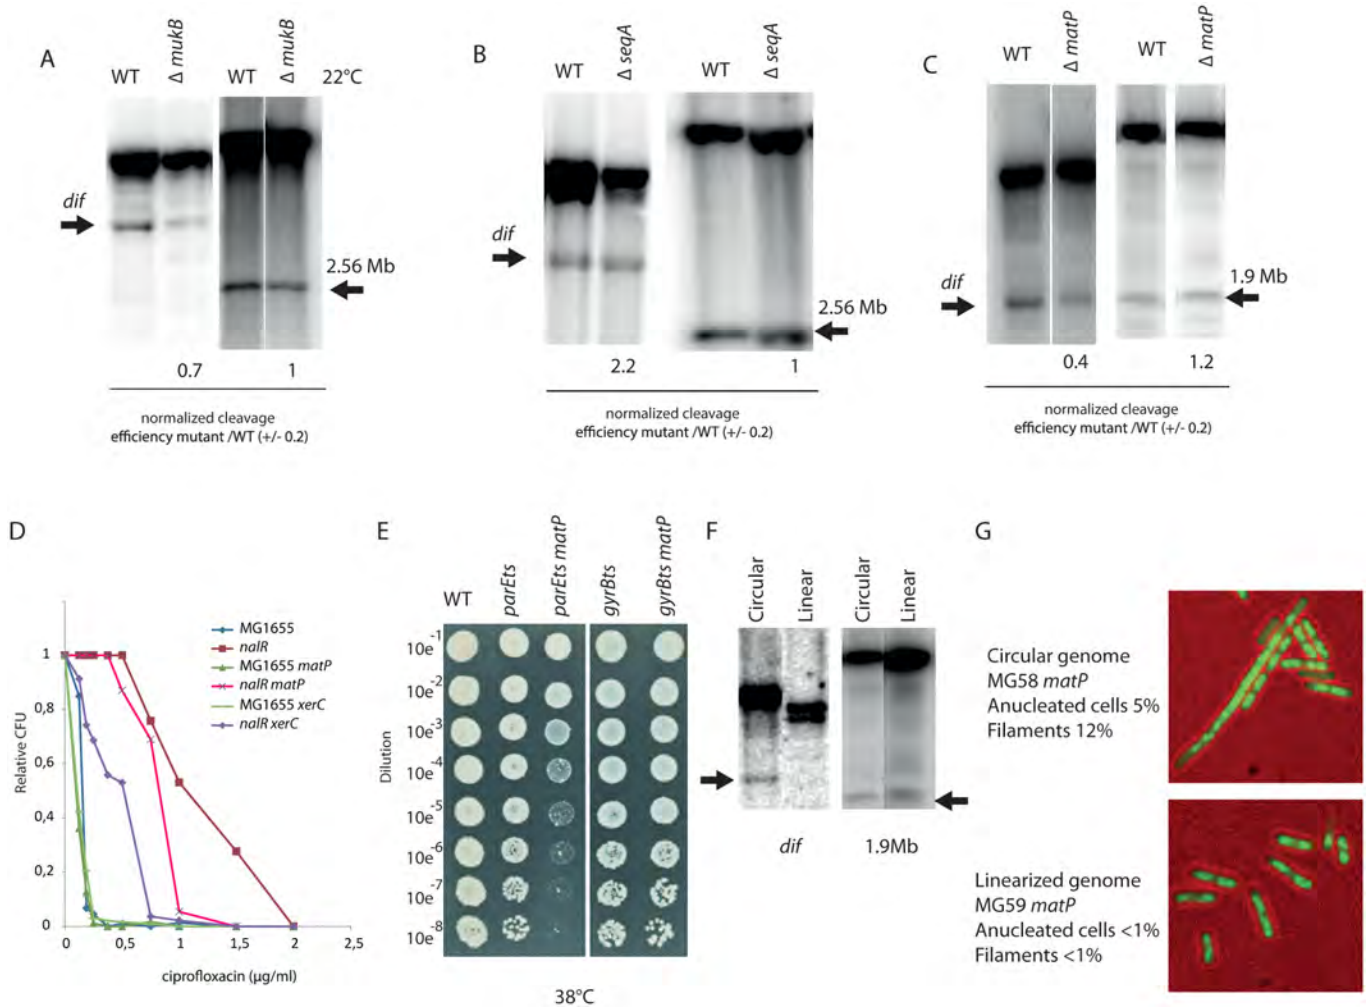 A
WT
Δ mukB
WT
Δ mukB
22°C
dif
2.56 Mb
0.7
1
normalized cleavage
efficiency mutant /WT (+/- 0.2)
B
WT
Δ seqA
WT
Δ seqA
dif
2.56 Mb
2.2
1
normalized cleavage
efficiency mutant /WT (+/- 0.2)
C
WT
Δ matP
WT
Δ matP
dif
1.9 Mb
0.4
1.2
normalized cleavage
efficiency mutant /WT (+/- 0.2)
D
Relative CFU
1
0,8
0,6
0,4
0,2
0
0
0,5
1
1,5
2
2,5
ciprofloxacin (µg/ml)
MG1655
nalR
MG1655 matP
nalR matP
MG1655 xerC
nalR xerC
E
WT
parEts
parEts matP
gyrBts
gyrBts matP
Dilution
10e-1
10e-2
10e-3
10e-4
10e-5
10e-6
10e-7
10e-8
38°C
F
Circular
Linear
Circular
Linear
dif
1.9Mb
G
Circular genome
MG58 matP
Anucleated cells 5%
Filaments 12%
Linearized genome
MG59 matP
Anucleated cells <1%
Filaments <1%